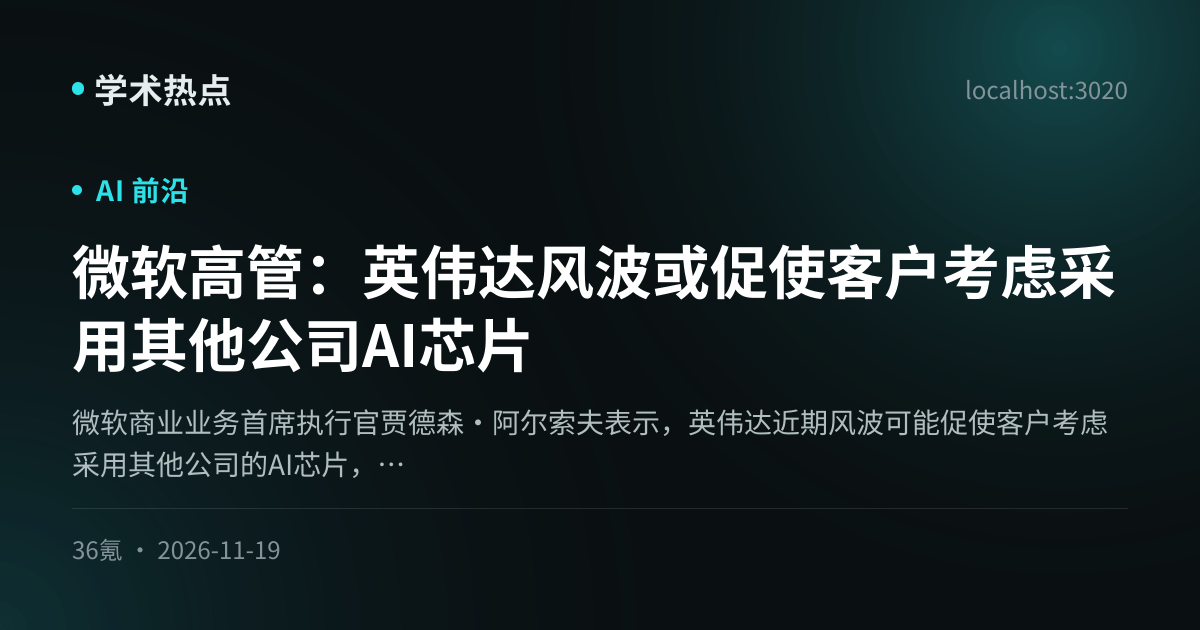 学术热点
localhost:3020
AI 前沿
微软高管：英伟达风波或促使客户考虑采
用其他公司AI芯片
微软商业业务首席执行官贾德森·阿尔索夫表示，英伟达近期风波可能促使客户考虑
采用其他公司的AI芯片，…
36氪 · 2026-11-19